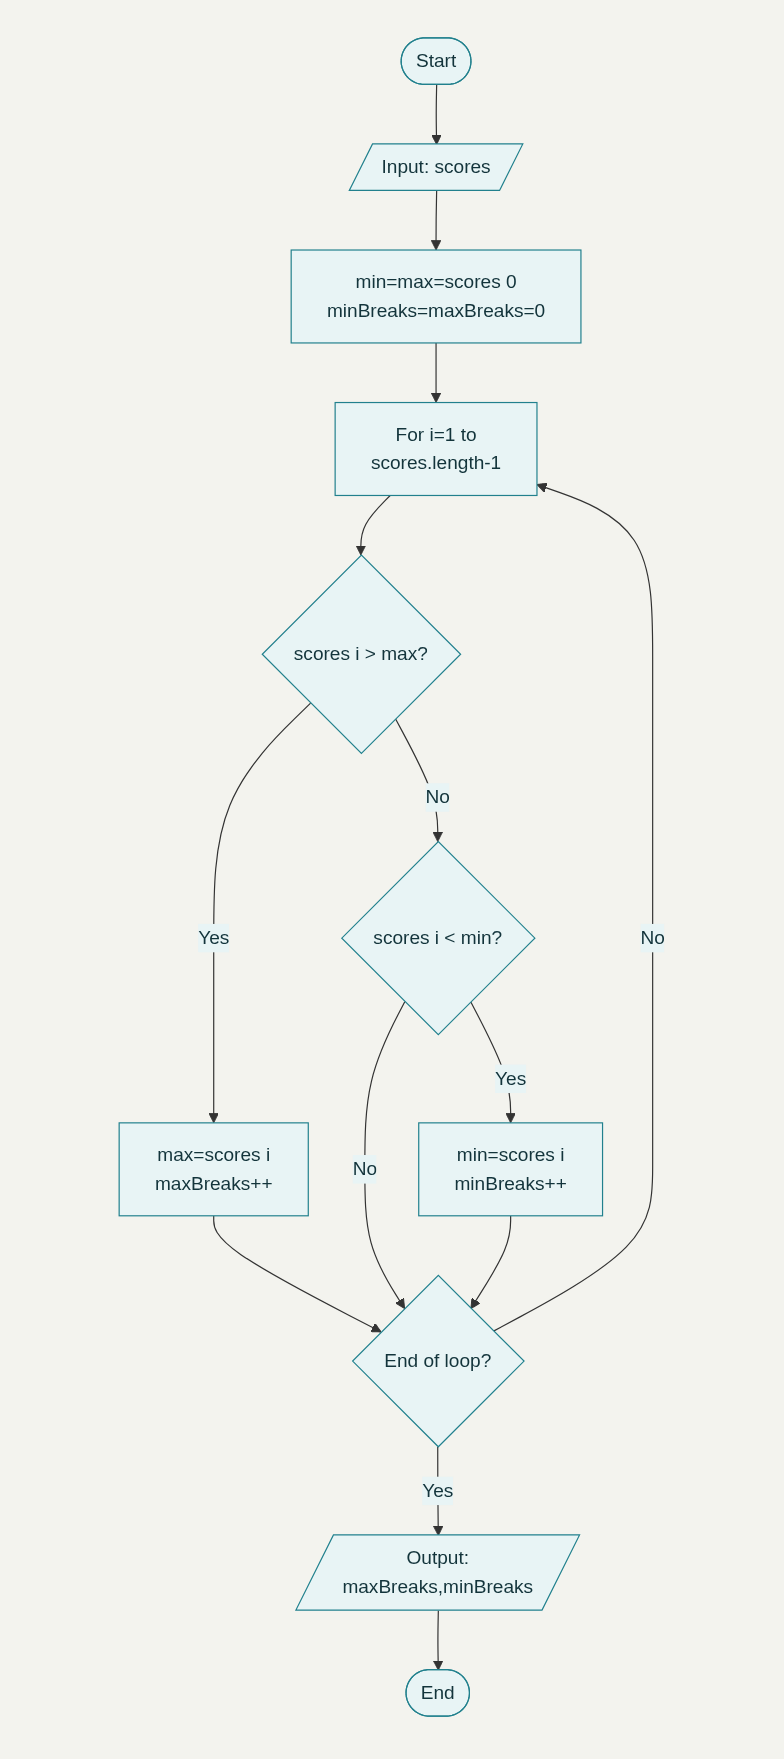 Start
Input: scores
min=max=scores 0
minBreaks=maxBreaks=0
For i=1 to
scores.length-1
scores i > max?
No
Yes
scores i < min?
No
Yes
max=scores i
maxBreaks++
No
min=scores i
minBreaks++
End of loop?
Yes
Output:
maxBreaks,minBreaks
End